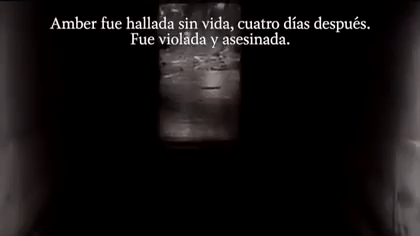 Amber fue hallada sin vida, cuatro días después.
Fue violada y asesinada.